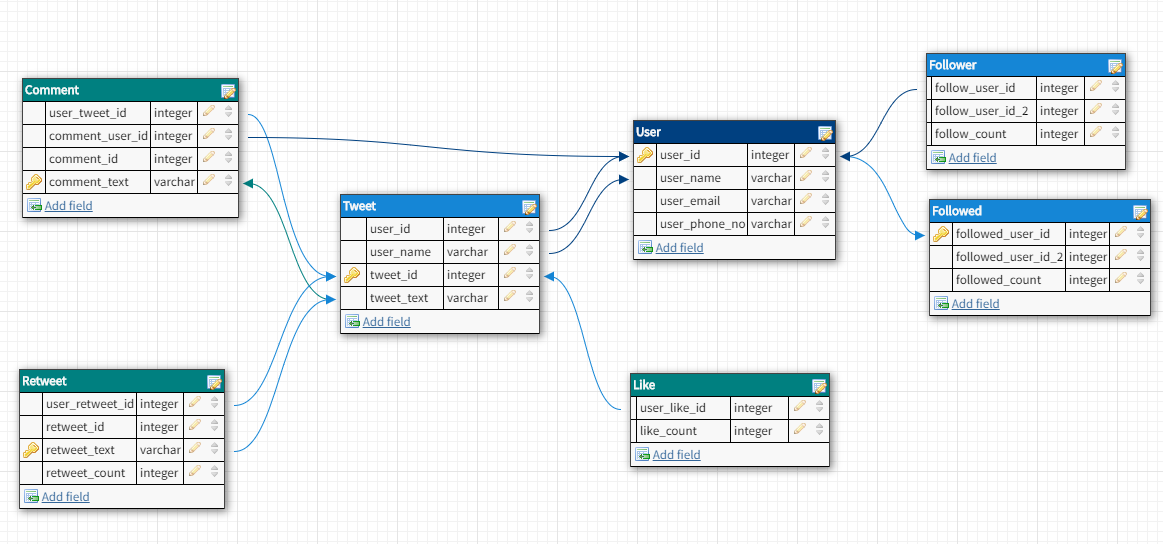 Comment
user_tweet_id integer
comment_user_id integer
comment_id integer
comment_text varchar
Add field
Tweet
user_id integer
user_name varchar
tweet_id integer
tweet_text varchar
Add field
Retweet
user_retweet_id integer
retweet_id integer
retweet_text varchar
retweet_count integer
Add field
User
user_id integer
user_name varchar
user_email varchar
user_phone_no varchar
Add field
Like
user_like_id integer
like_count integer
Add field
Follower
follow_user_id integer
follow_user_id_2 integer
follow_count integer
Add field
Followed
followed_user_id integer
followed_user_id_2 integer
followed_count integer
Add field